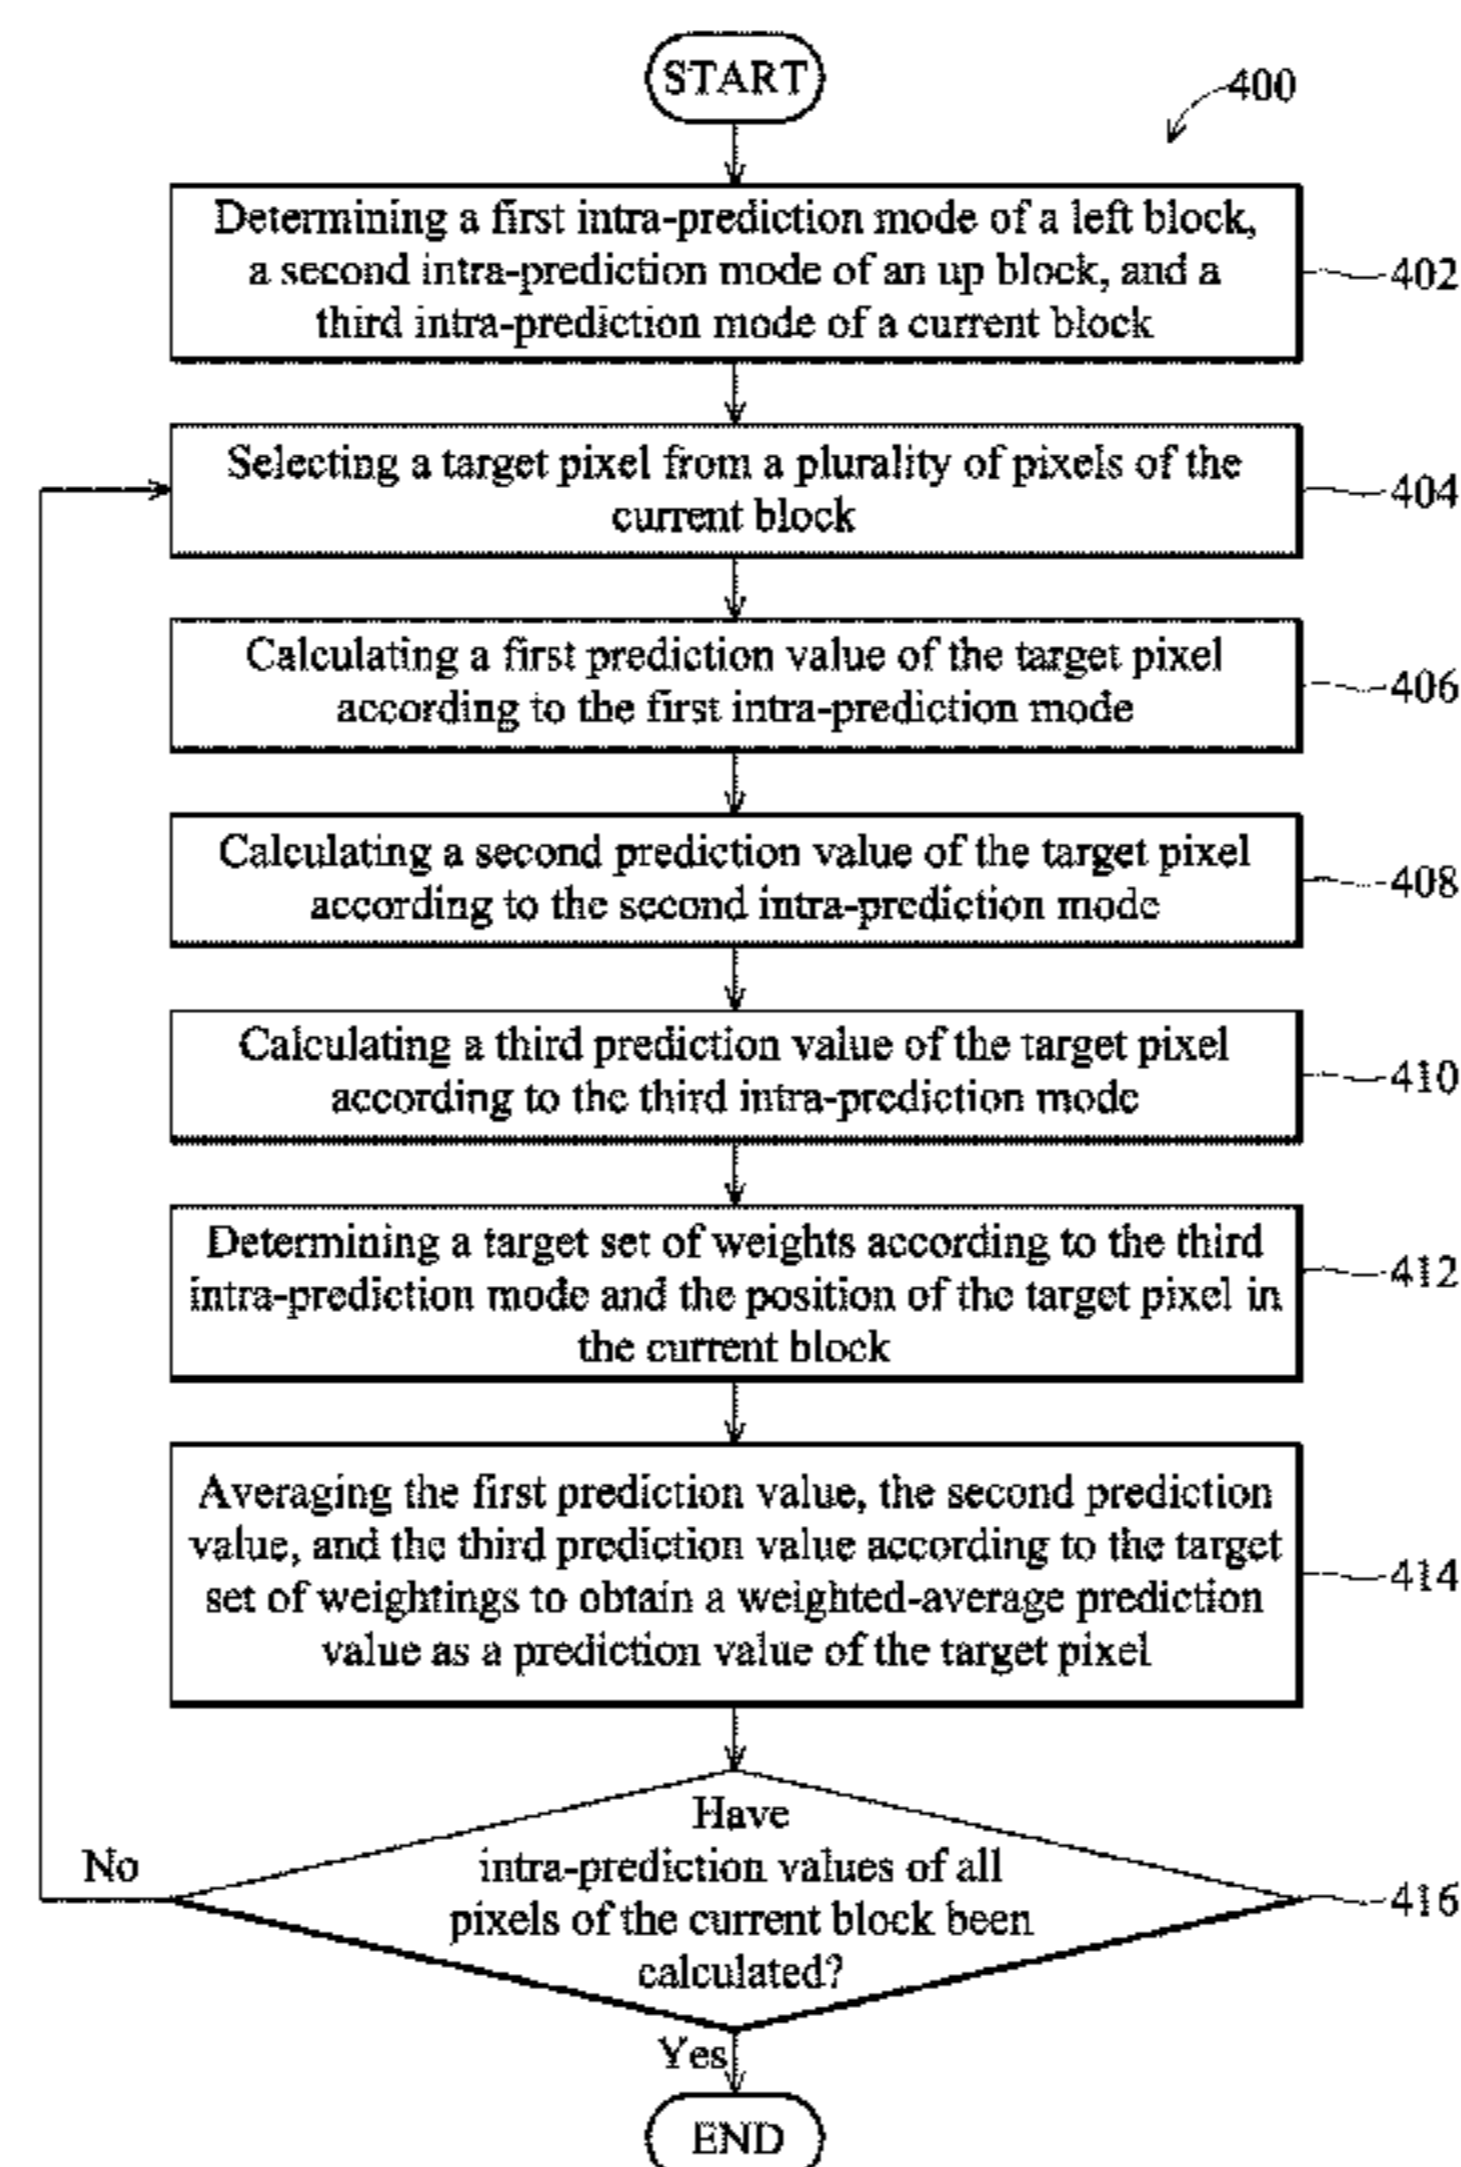 START
400
Determining a first intra-prediction mode of a left block,
a second intra-prediction mode of an up block, and a
third intra-prediction mode of a current block
402
Selecting a target pixel from a plurality of pixels of the
current block
404
Calculating a first prediction value of the target pixel
according to the first intra-prediction mode
406
Calculating a second prediction value of the target pixel
according to the second intra-prediction mode
408
Calculating a third prediction value of the target pixel
according to the third intra-prediction mode
410
Determining a target set of weights according to the third
intra-prediction mode and the position of the target pixel in
the current block
412
Averaging the first prediction value, the second prediction
value, and the third prediction value according to the target
set of weightings to obtain a weighted-average prediction
value as a prediction value of the target pixel
414
Have
intra-prediction values of all
pixels of the current block been
calculated?
No
416
Yes
END